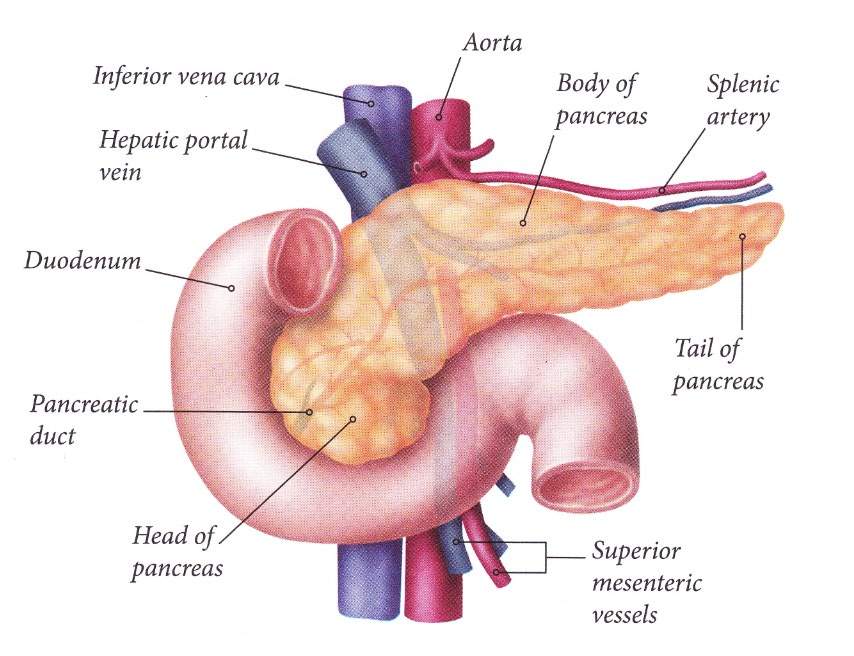 Aorta
Inferior vena cava
Body of
pancreas
Splenic
artery
Hepatic portal
vein
Duodenum
Tail of
pancreas
Pancreatic
duct
Head of
pancreas
Superior
mesenteric
vessels